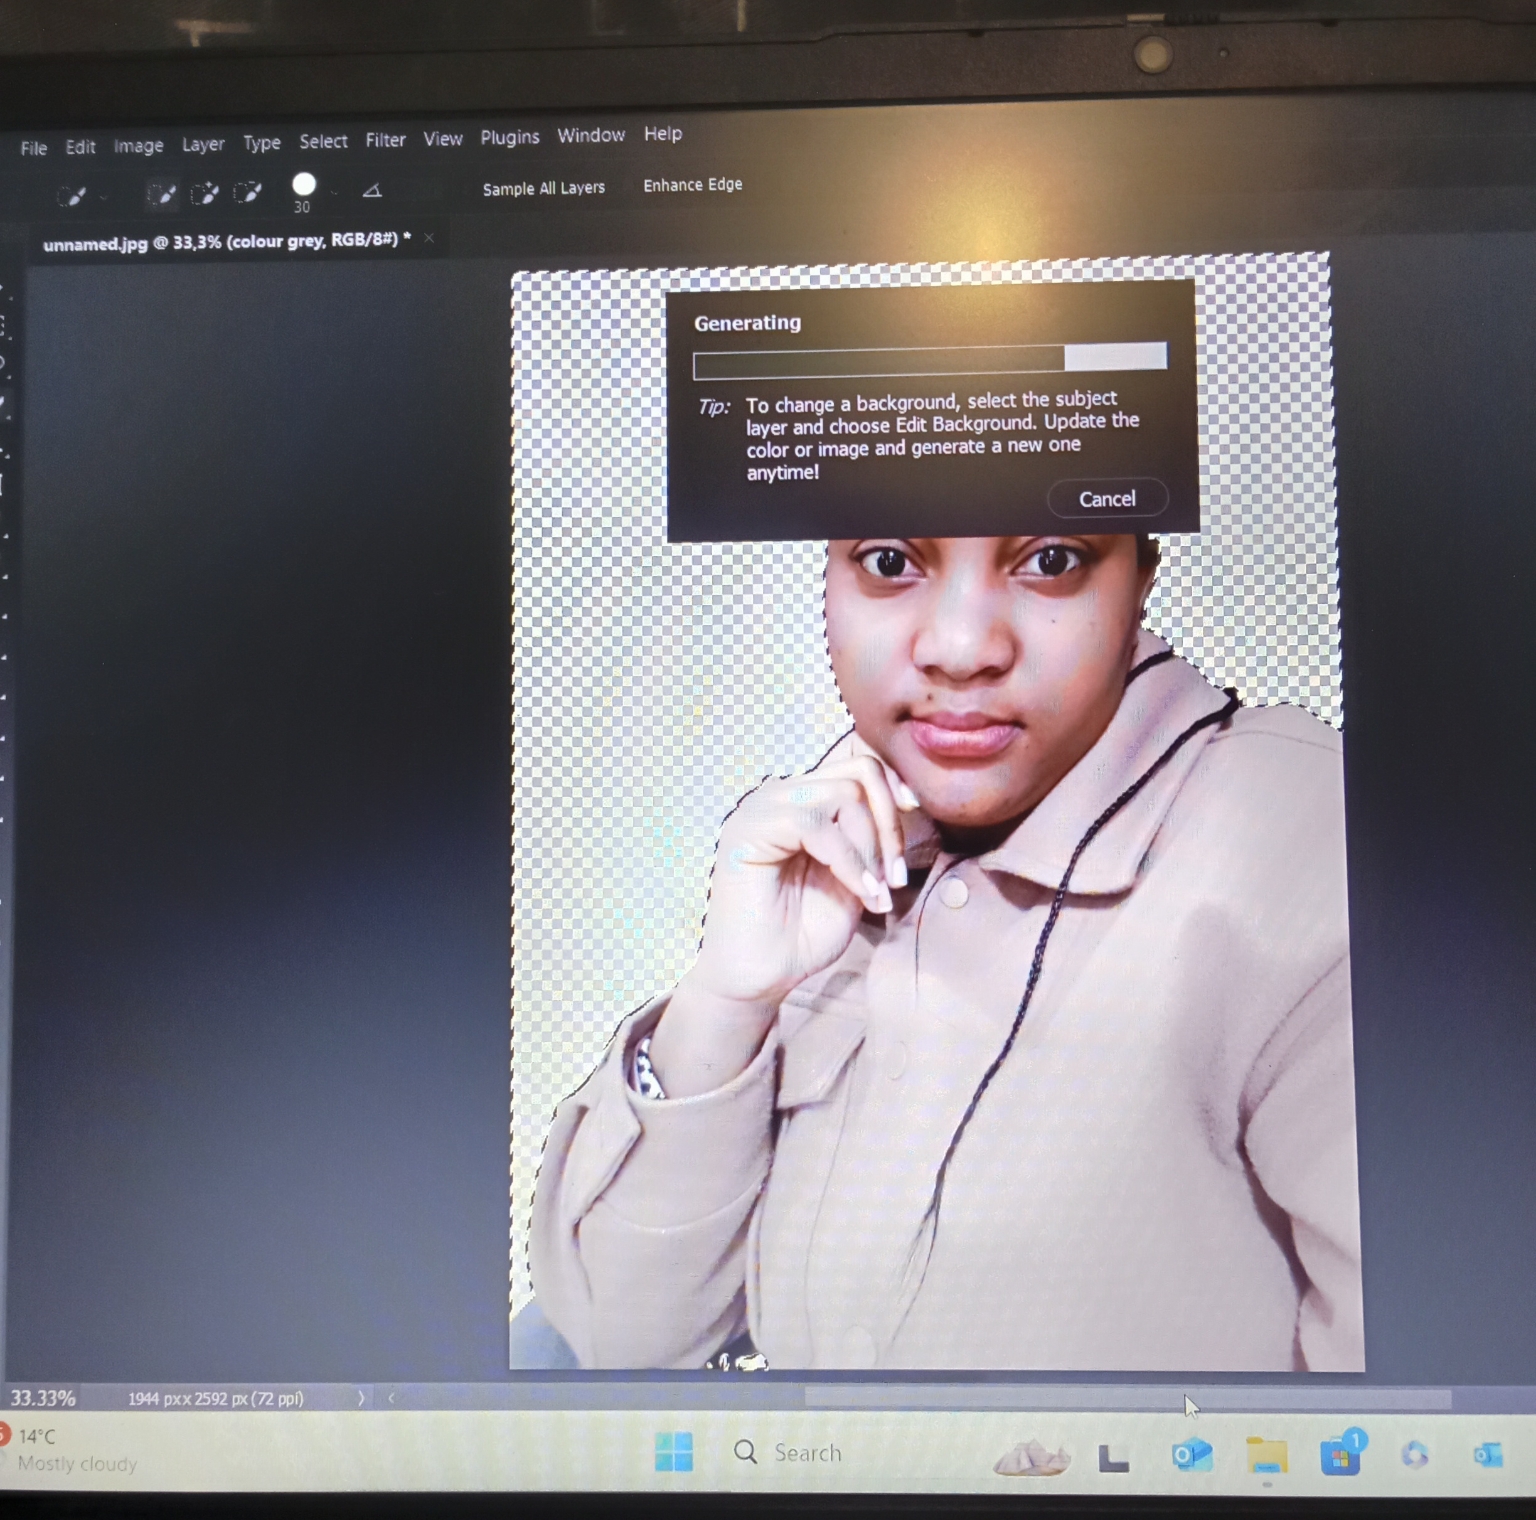 File Edit Image Layer Type Select Filter View Plugins Window Help
30
Sample All Layers Enhance Edge
unnamed.jpg @ 33,3% (colour grey, RGB/8#) * ×
Generating
Tip: To change a background, select the subject
layer and choose Edit Background. Update the
color or image and generate a new one
anytime!
Cancel
33.33% 1944 px x 2592 px (72 ppi)
14°C
Mostly cloudy
Search
1